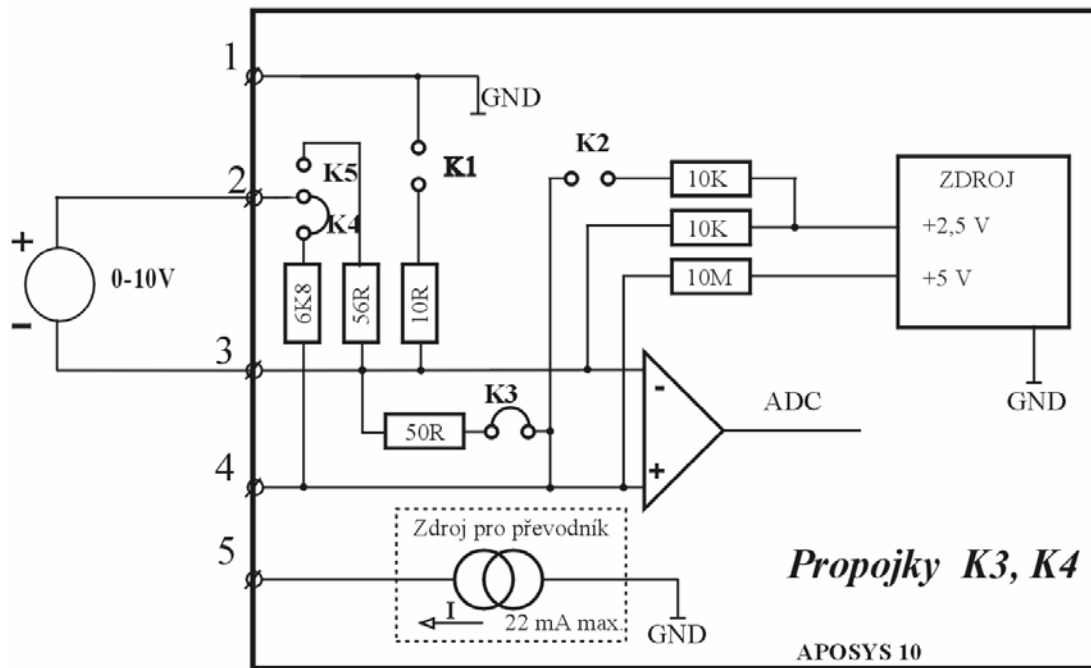 1
GND
K5
K1
K2
10K
ZDROJ
2
K4
10K
+2,5 V
+
0-10V
10M
+5 V
6K8
56R
10R
-
3
-
K3
ADC
GND
50R
+
4
Zdroj pro převodník
5
Propojky K3, K4
I
22 mA max.
GND
APOSYS 10